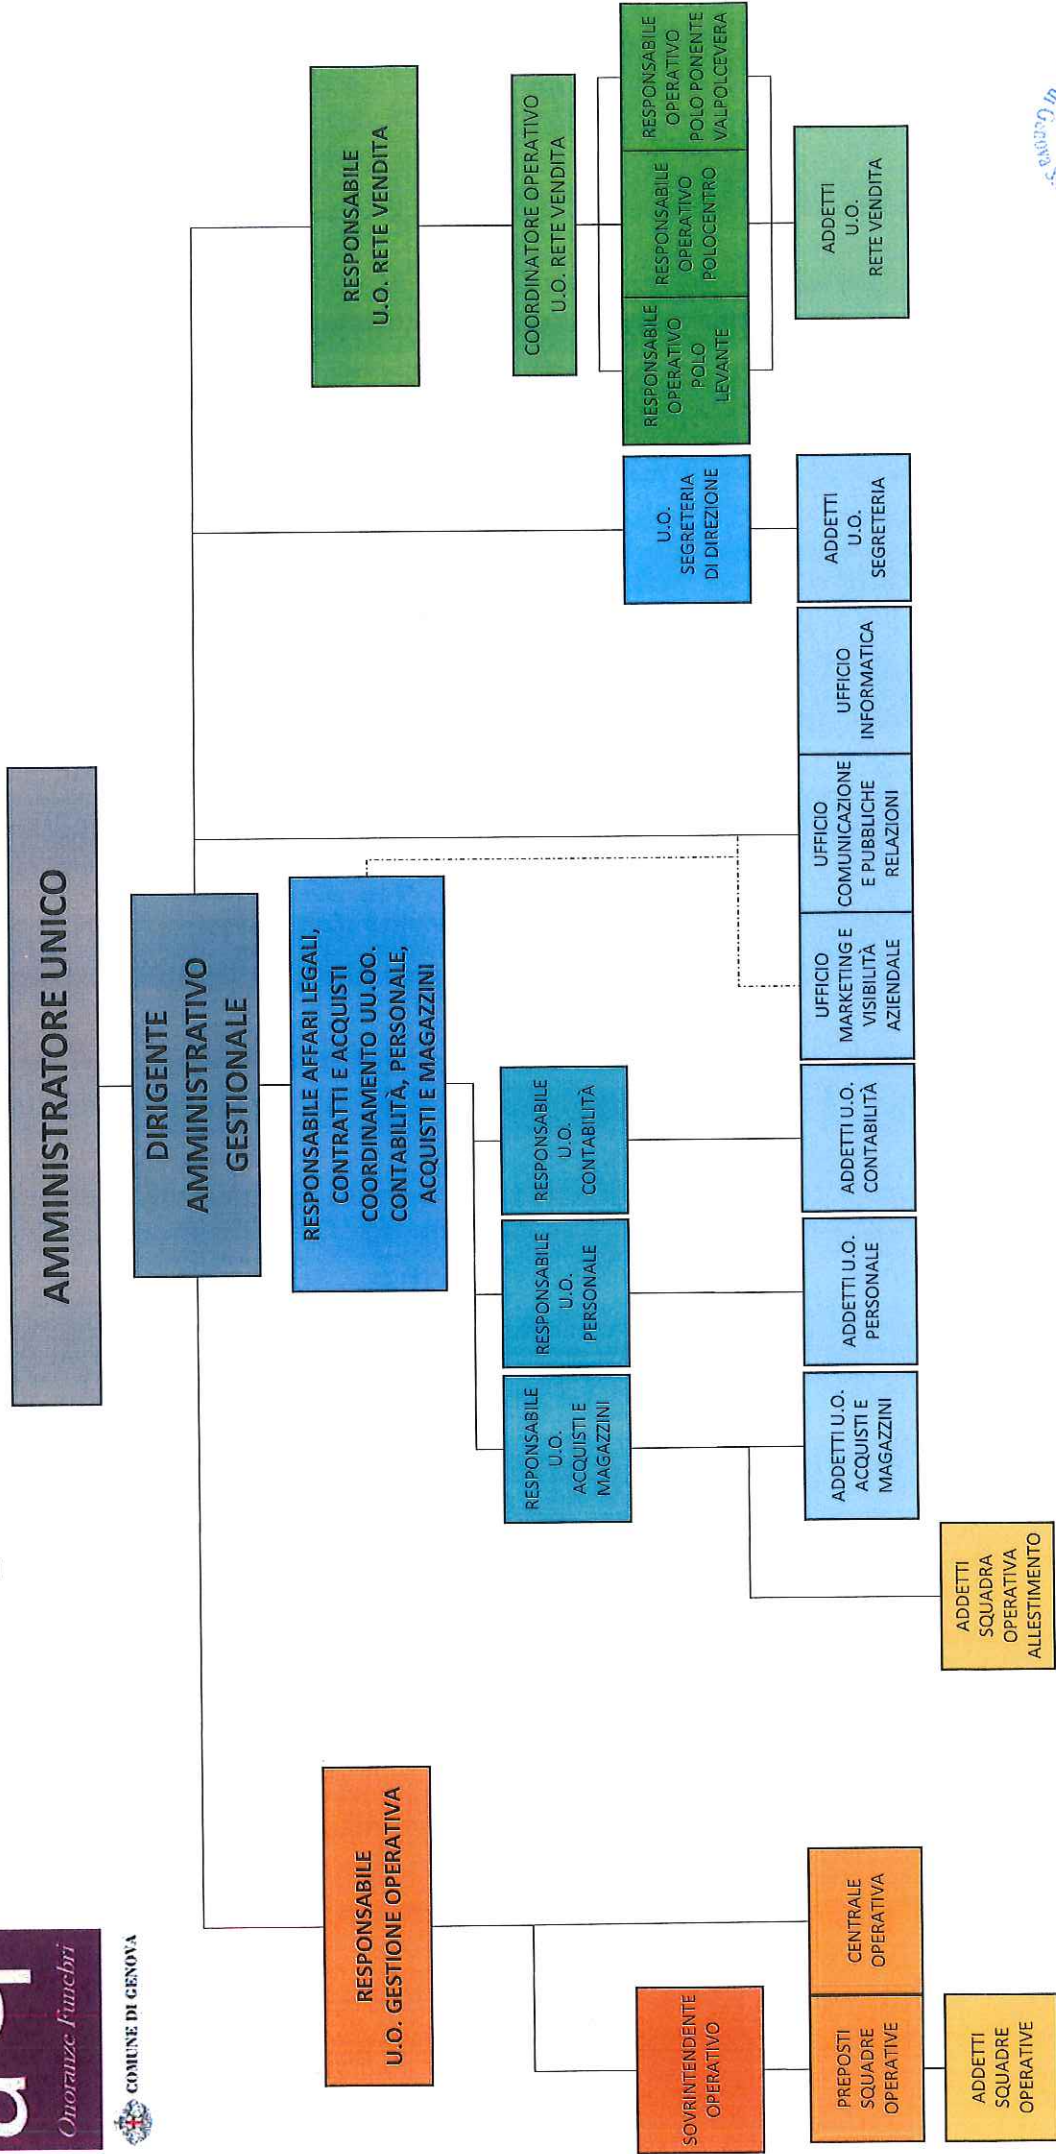 Onoranze Funebri
COMUNE DI GENOVA
AMMINISTRATORE UNICO
DIRIGENTE
AMMINISTRATIVO
GESTIONALE
RESPONSABILE AFFARI LEGALI,
CONTRATTI E ACQUISTI
COORDINAMENTO UU.OO.
CONTABILITÀ, PERSONALE,
ACQUISTI E MAGAZZINI
RESPONSABILE
U.O. GESTIONE OPERATIVA
RESPONSABILE
U.O. RETE VENDITA
COORDINATORE OPERATIVO
U.O. RETE VENDITA
RESPONSABILE
U.O.
ACQUISTI E
MAGAZZINI
RESPONSABILE
U.O.
PERSONALE
RESPONSABILE
U.O.
CONTABILITÀ
SOVRINTENDENTE
OPERATIVO
U.O.
SEGRETERIA
DI DIREZIONE
RESPONSABILE
OPERATIVO
POLO
LEVANTE
RESPONSABILE
OPERATIVO
POLOCENTRO
RESPONSABILE
OPERATIVO
POLO PONENTE
VALPOLCEVERA
PREPOSTI
SQUADRE
OPERATIVE
CENTRALE
OPERATIVA
ADDETTI U.O.
ACQUISTI E
MAGAZZINI
ADDETTI U.O.
PERSONALE
ADDETTI U.O.
CONTABILITÀ
UFFICIO
MARKETING E
VISIBILITÀ
AZIENDALE
UFFICIO
COMUNICAZIONE
E PUBBLICHE
RELAZIONI
UFFICIO
INFORMATICA
ADDETTI
U.O.
SEGRETERIA
ADDETTI
U.O.
RETE VENDITA
ADDETTI
SQUADRE
OPERATIVE
ADDETTI
SQUADRA
OPERATIVA
ALLESTIMENTO